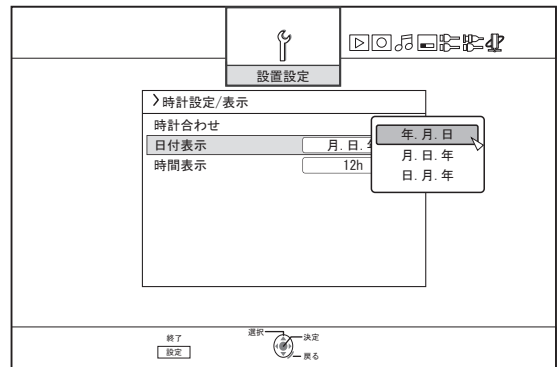 設置設定
時計設定/表示
時計合わせ
日付表示 月.日.
時間表示 12h
年.月.日
月.日.年
日.月.年
終了
設定
選択
決定
戻る